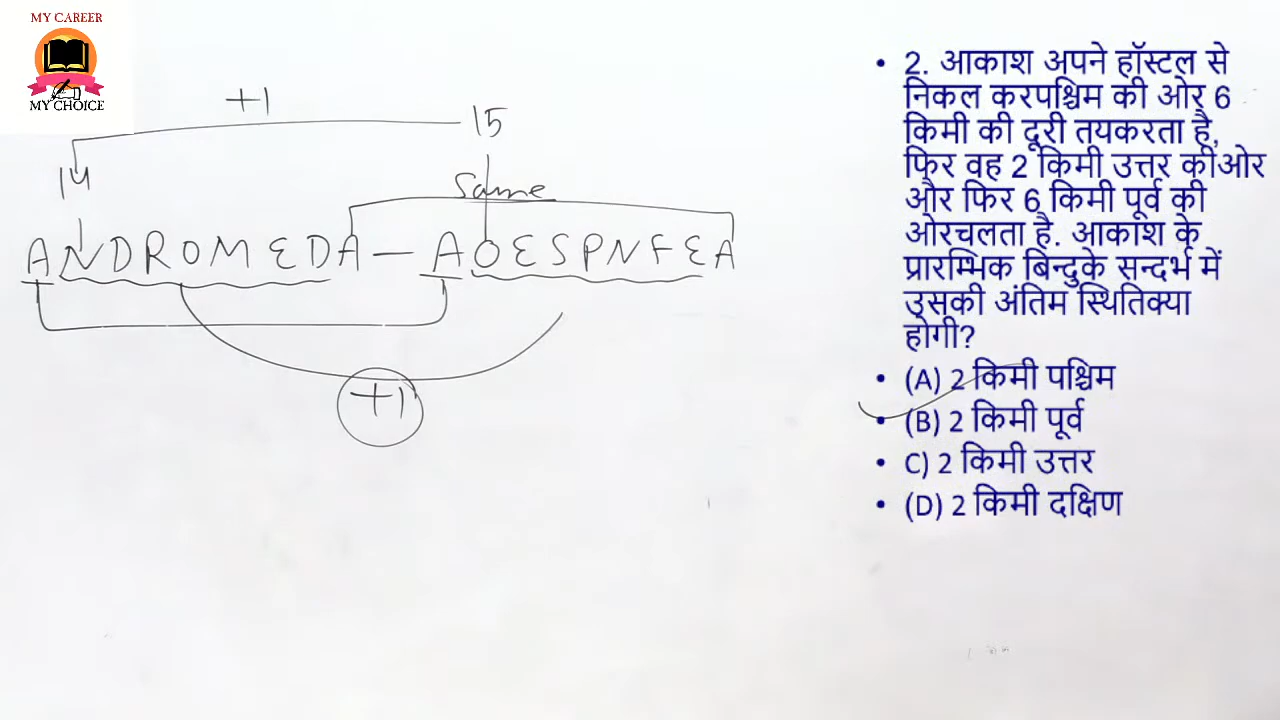 MY CAREER
MY CHOICE
+1
15
14
Same
ANDROMEDA — AOESPNFEA
+1
• 2. आकाश अपने हॉस्टल से
निकल करपश्चिम की ओर 6
किमी की दूरी तयकरता है,
फिर वह 2 किमी उत्तर कीओर
और फिर 6 किमी पूर्व की
ओरचलता है. आकाश के
प्रारम्भिक बिन्दुके सन्दर्भ में
उसकी अंतिम स्थितिक्या
होगी?
• (A) 2 किमी पश्चिम
• (B) 2 किमी पूर्व
• C) 2 किमी उत्तर
• (D) 2 किमी दक्षिण